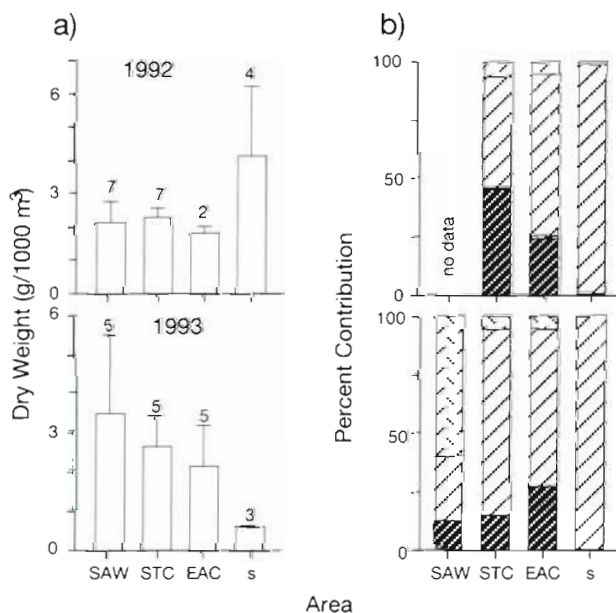 a)
Dry Weight (g/1000 m³)
1992
6
3
0
7
7
2
4
1993
6
3
0
5
5
5
3
SAW STC EAC s
b)
Percent Contribution
100
50
0
no data
100
50
0
SAW STC EAC s
Area